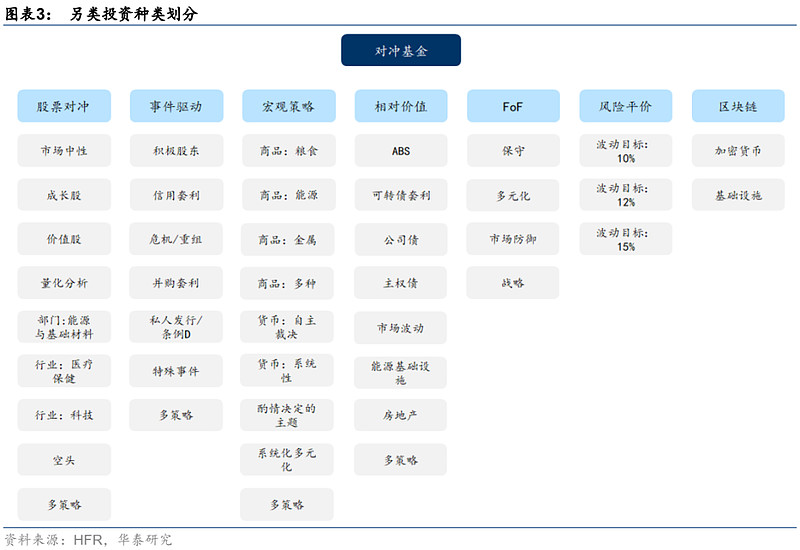 图表3： 另类投资种类划分
对冲基金
股票对冲
市场中性
成长股
价值股
量化分析
部门:能源
与基础材料
行业：医疗
保健
行业：科技
空头
多策略
事件驱动
积极股东
信用套利
危机/重组
并购套利
私人发行/
条例D
特殊事件
多策略
宏观策略
商品：粮食
商品：能源
商品：金属
商品：多种
货币：自主
裁决
货币：系统
性
酌情决定的
主题
系统化多元
化
多策略
相对价值
ABS
可转债套利
公司债
主权债
市场波动
能源基础设
施
房地产
多策略
FoF
保守
多元化
市场防御
战略
风险平价
波动目标：
10%
波动目标：
12%
波动目标：
15%
区块链
加密货币
基础设施
资料来源：HFR，华泰研究